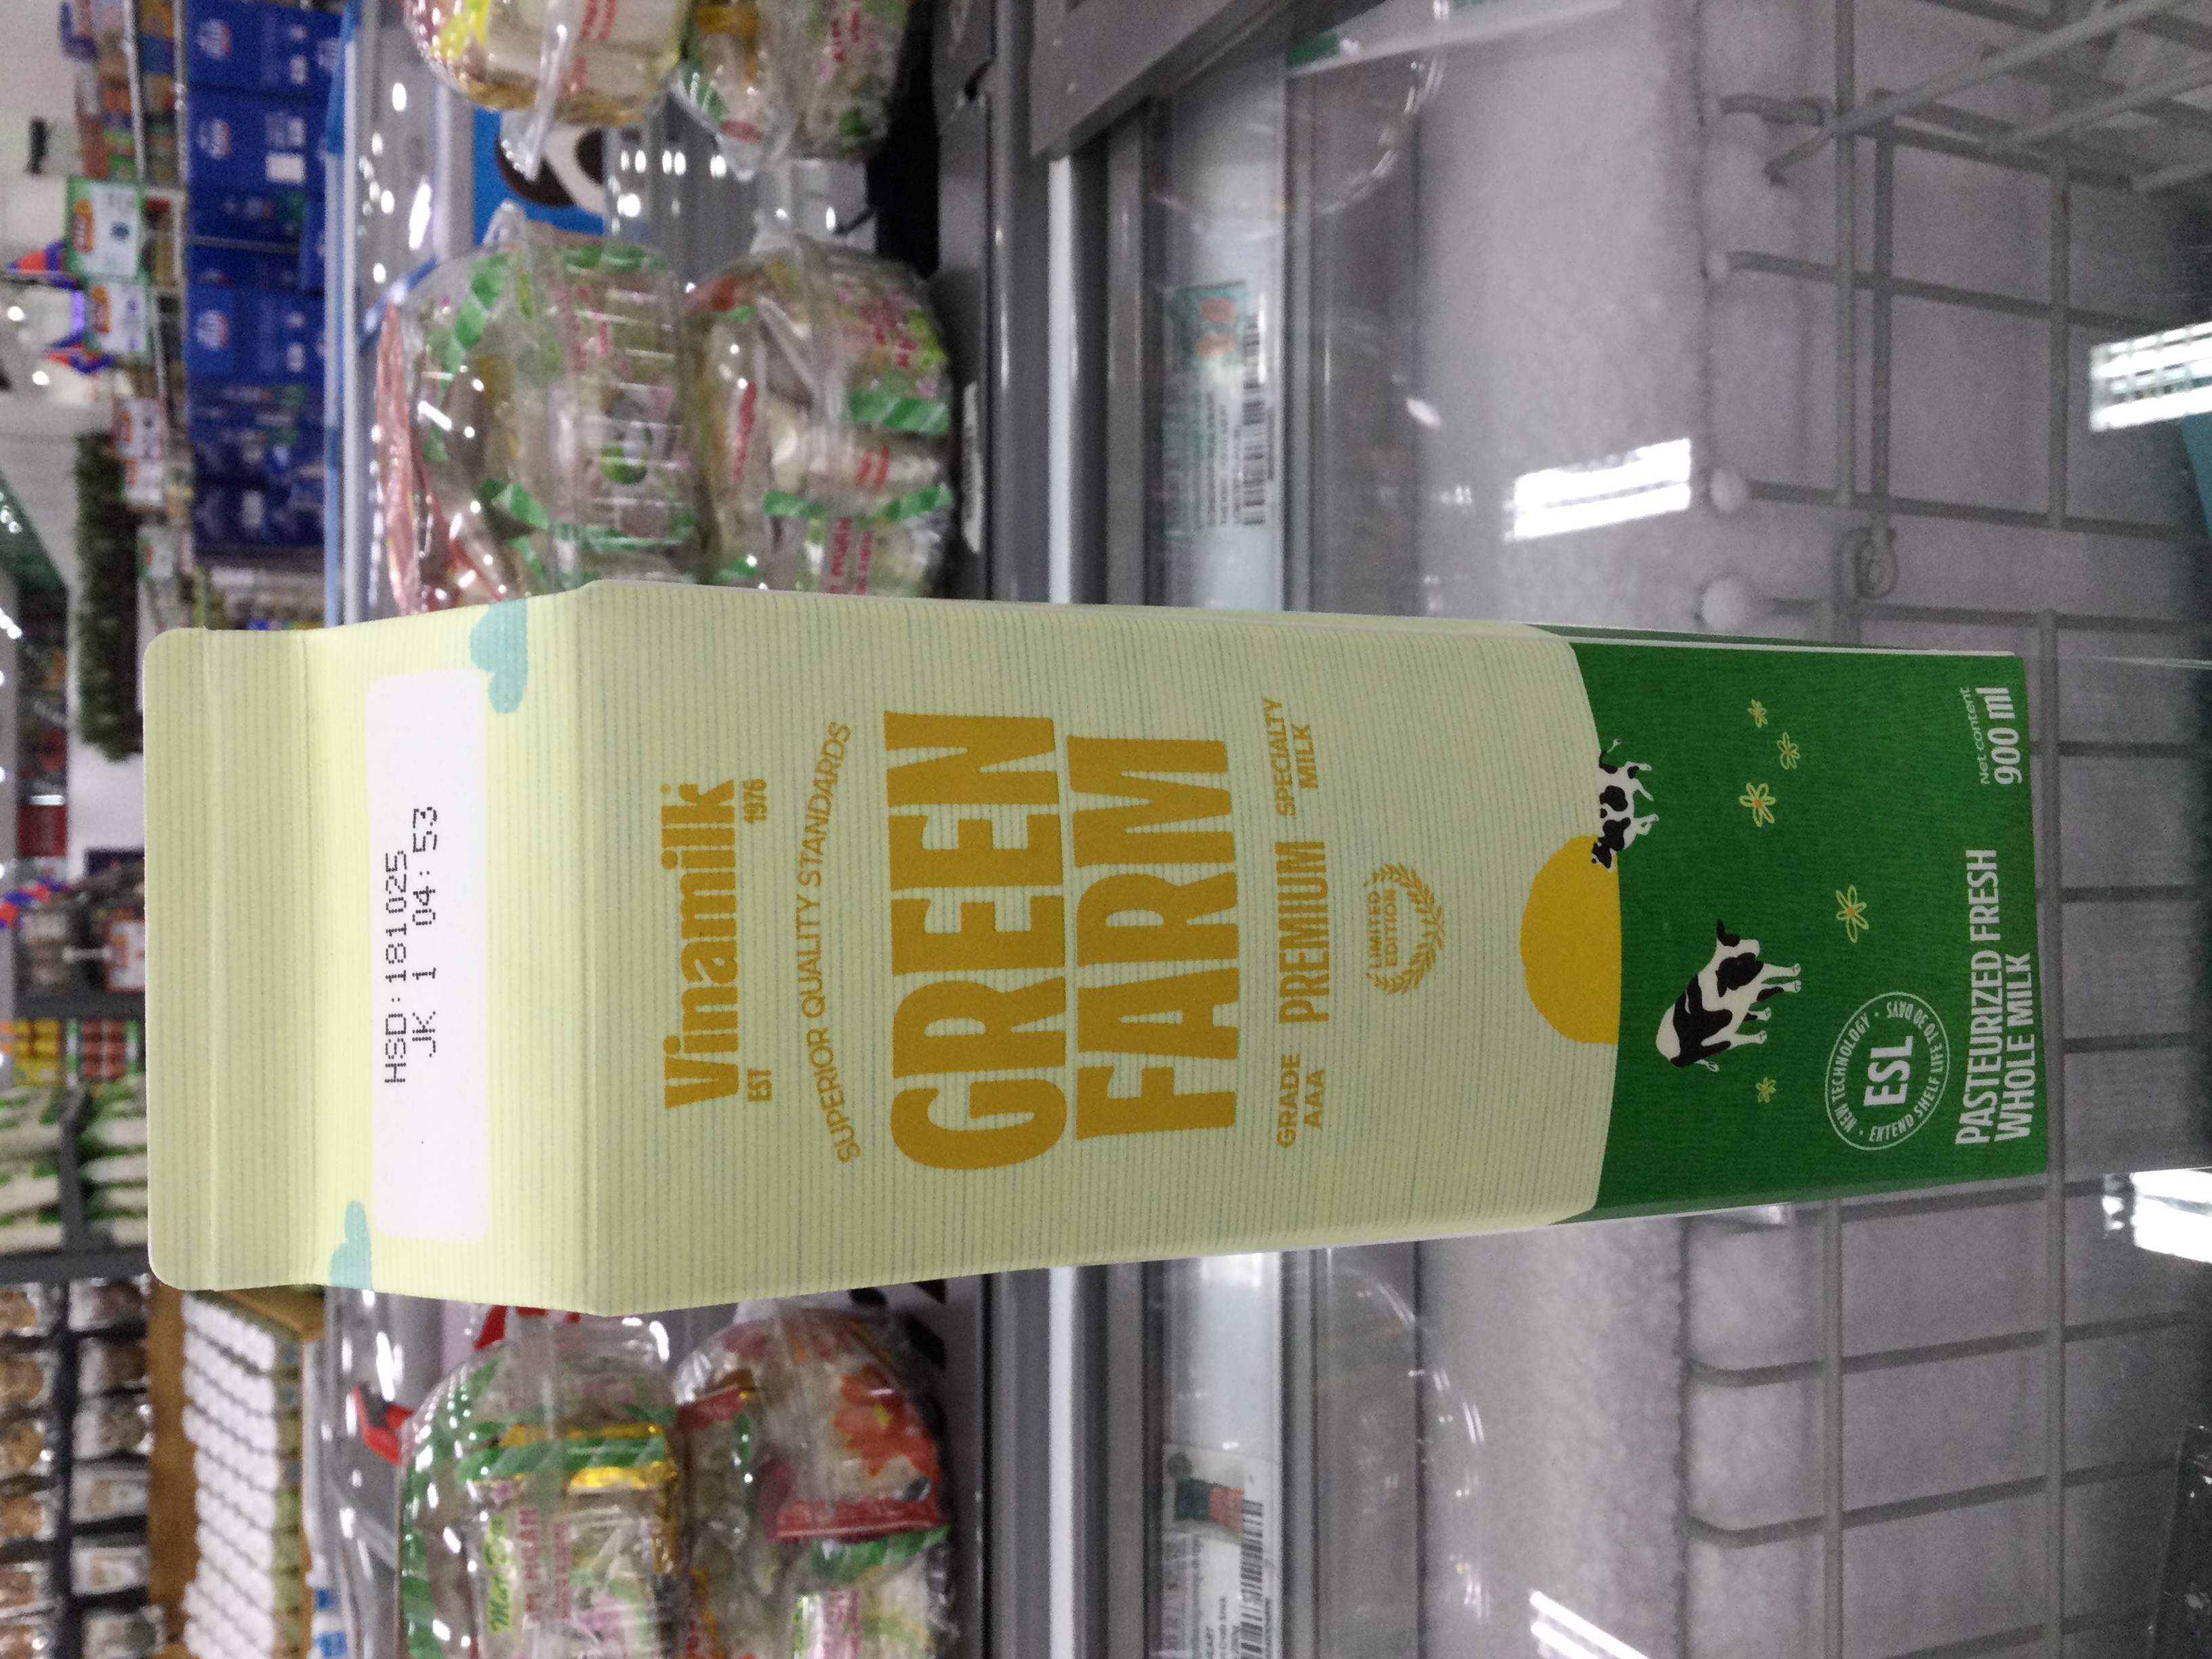 HSD:181025
JK 1 04:53
Vinamilk
EST 1976
SUPERIOR QUALITY STANDARDS
GREEN
FARM
GRADE
AAA
PREMIUM
SPECIALTY
MILK
LIMITED
EDITION
NEW TECHNOLOGY • EXTEND SHELF LIFE TO 30 DAYS •
ESL
PASTEURIZED FRESH
WHOLE MILK
Net content
900 ml